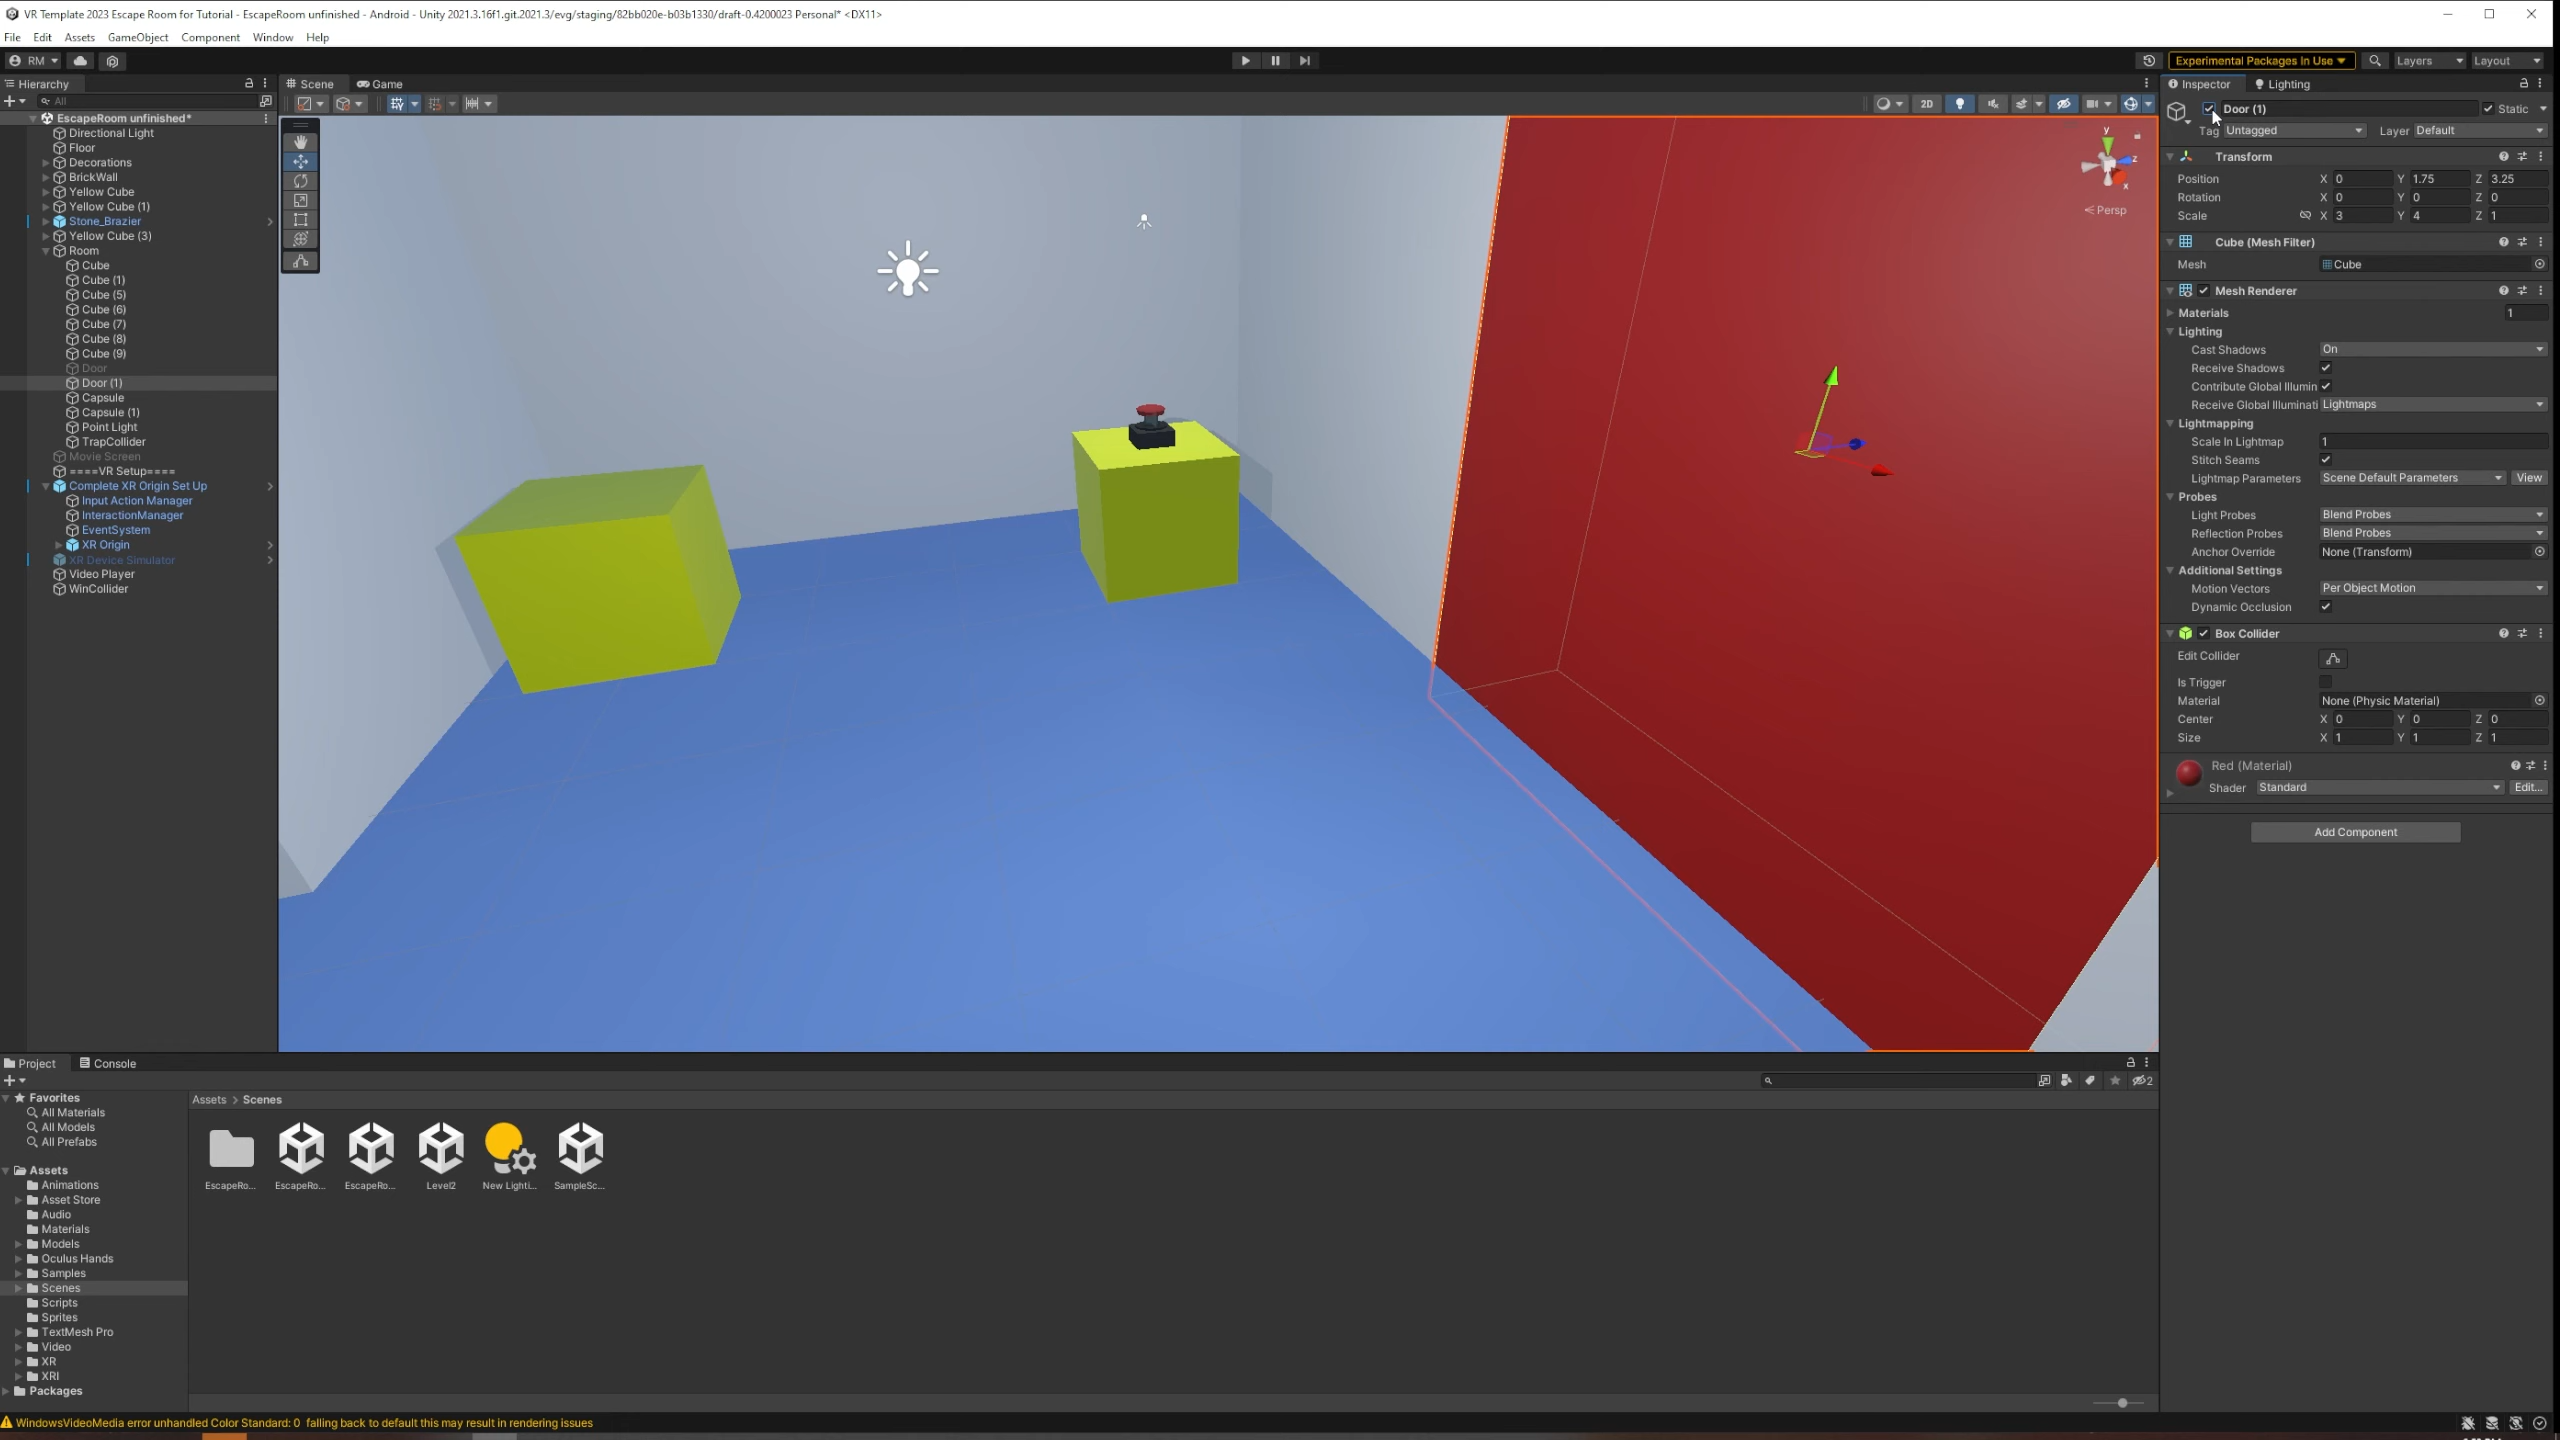 VR Template 2023 Escape Room for Tutorial - EscapeRoom unfinished - Android - Unity 2021.3.16f1.git.2021.3/evg/staging/82bb020e-b03b1330/draft-0.4200023 Personal* <DX11>
File Edit Assets GameObject Component Window Help
RM Experimental Packages In Use Layers Layout
Hierarchy Scene Game Inspector Lighting
All 2D
EscapeRoom unfinished* Door (1) Static
Directional Light Tag Untagged Layer Default
Floor
Decorations Transform
BrickWall Position X 0 Y 1.75 Z 3.25
Yellow Cube Rotation X 0 Y 0 Z 0
Yellow Cube (1) Scale X 3 Y 4 Z 1
Stone_Brazier
Yellow Cube (3) Cube (Mesh Filter)
Room
Cube Mesh Cube
Cube (1) Mesh Renderer
Cube (5) Materials 1
Cube (6)
Cube (7) Lighting
Cube (8) Cast Shadows On
Cube (9) Receive Shadows
Door Contribute Global Illumin
Door (1)
Capsule Receive Global Illuminati Lightmaps
Capsule (1) Lightmapping
Point Light Scale In Lightmap 1
TrapCollider Stitch Seams
Movie Screen
====VR Setup==== Lightmap Parameters Scene Default Parameters View
Complete XR Origin Set Up Probes
Input Action Manager Light Probes Blend Probes
InteractionManager Reflection Probes Blend Probes
EventSystem Anchor Override None (Transform)
XR Origin
XR Device Simulator Additional Settings
Video Player Motion Vectors Per Object Motion
WinCollider Dynamic Occlusion
y
z
x
Persp
Box Collider
Edit Collider
Is Trigger
Material None (Physic Material)
Center X 0 Y 0 Z 0
Size X 1 Y 1 Z 1
Red (Material)
Shader Standard Edit...
Add Component
Project Console
2
Favorites Assets > Scenes
All Materials
All Models
All Prefabs
Assets EscapeRo... EscapeRo... EscapeRo... Level2 New Lighti... SampleSc...
Animations
Asset Store
Audio
Materials
Models
Oculus Hands
Samples
Scenes
Scripts
Sprites
TextMesh Pro
Video
XR
XRI
Packages
WindowsVideoMedia error unhandled Color Standard: 0 falling back to default this may result in rendering issues